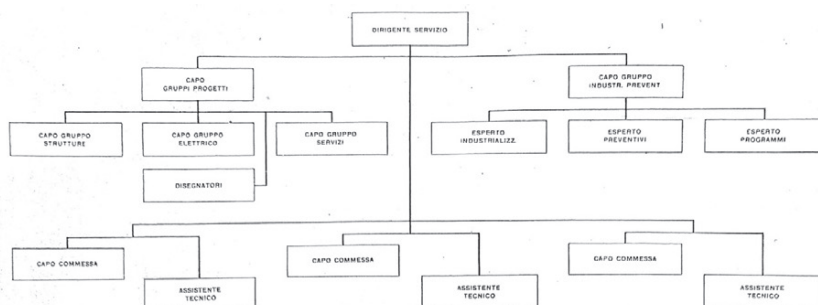 DIRIGENTE SERVIZIO
CAPO
GRUPPI PROGETTI
CAPO GRUPPO
INDUSTR. PREVENT
CAPO GRUPPO
STRUTTURE
CAPO GRUPPO
ELETTRICO
CAPO GRUPPO
SERVIZI
ESPERTO
INDUSTRIALIZZ.
ESPERTO
PREVENTIVI
ESPERTO
PROGRAMMI
DISEGNATORI
CAPO COMMESSA
ASSISTENTE
TECNICO
CAPO COMMESSA
ASSISTENTE
TECNICO
CAPO COMMESSA
ASSISTENTE
TECNICO